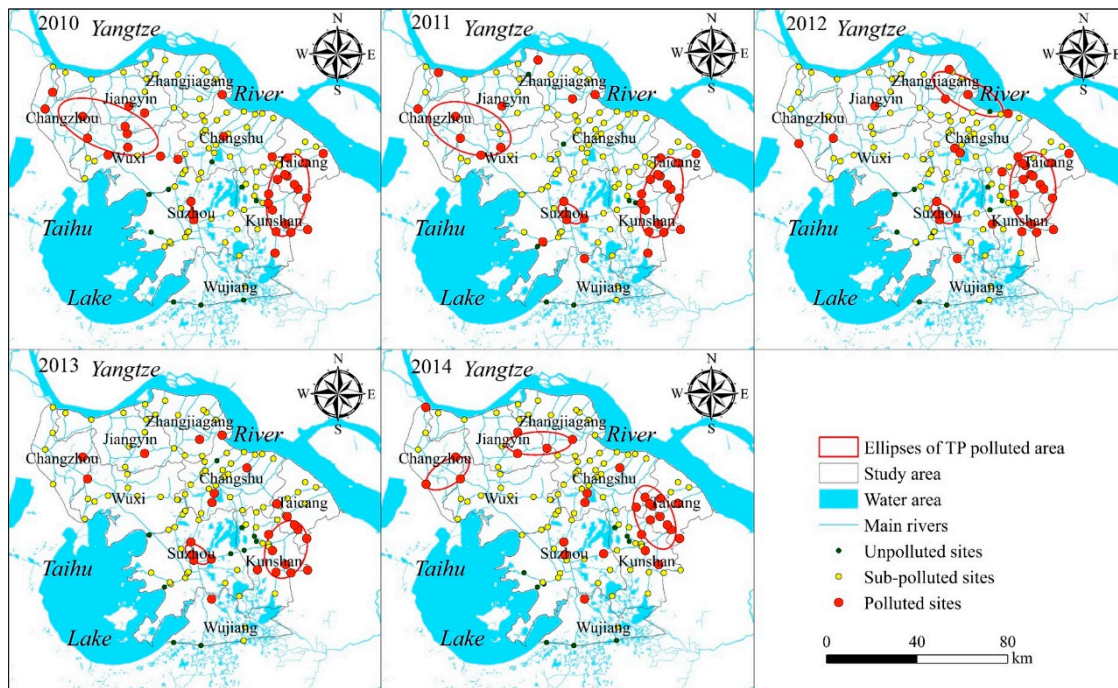 2010 Yangtze
N
W E
S
Zhangjiagang
River
Jiangyin
Changzhou
Changshu
Wuxi
Taicang
Suzhou
Kunshan
Taihu
Lake
Wujiang
2011 Yangtze
N
W E
S
Zhangjiagang
River
Jiangyin
Changzhou
Changshu
Wuxi
Taicang
Suzhou
Kunshan
Taihu
Lake
Wujiang
2012 Yangtze
N
W E
S
Zhangjiagang
River
Jiangyin
Changzhou
Changshu
Wuxi
Taicang
Suzhou
Kunshan
Taihu
Lake
Wujiang
2013 Yangtze
N
W E
S
Zhangjiagang
River
Jiangyin
Changzhou
Changshu
Wuxi
Taicang
Suzhou
Kunshan
Taihu
Lake
Wujiang
2014 Yangtze
N
W E
S
Zhangjiagang
River
Jiangyin
Changzhou
Changshu
Wuxi
Taicang
Suzhou
Kunshan
Taihu
Lake
Wujiang
Ellipses of TP polluted area
Study area
Water area
Main rivers
Unpolluted sites
Sub-polluted sites
Polluted sites
0 40 80
km